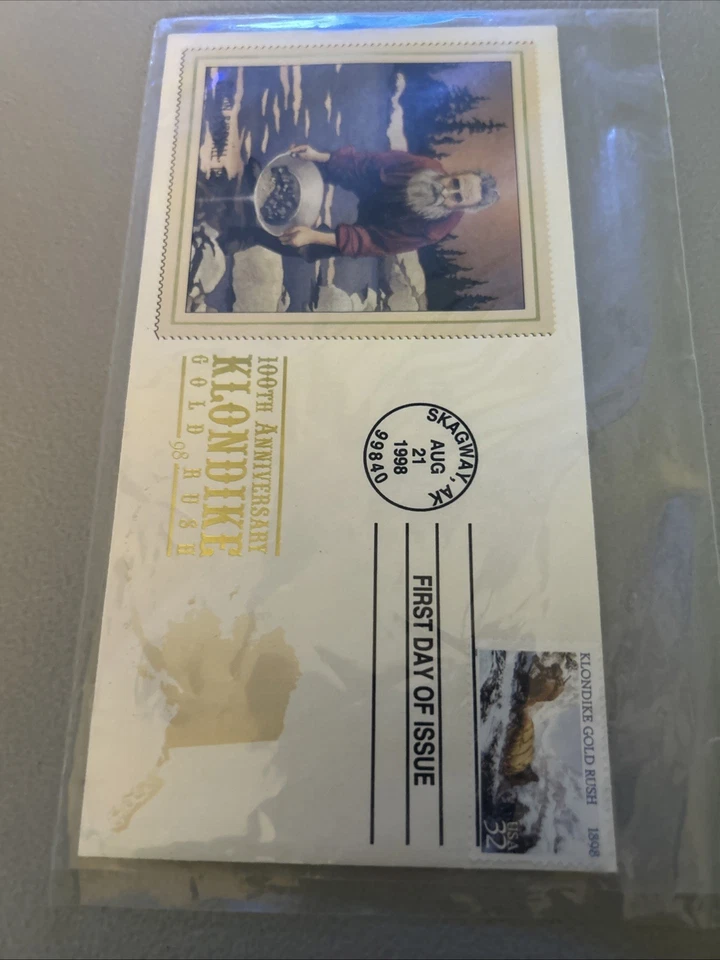 100TH ANNIVERSARY
KLONDIKE
GOLD RUSH
98
SKAGWAY, AK
AUG
21
1998
99840
FIRST DAY OF ISSUE
KLONDIKE GOLD RUSH 1898
USA
32